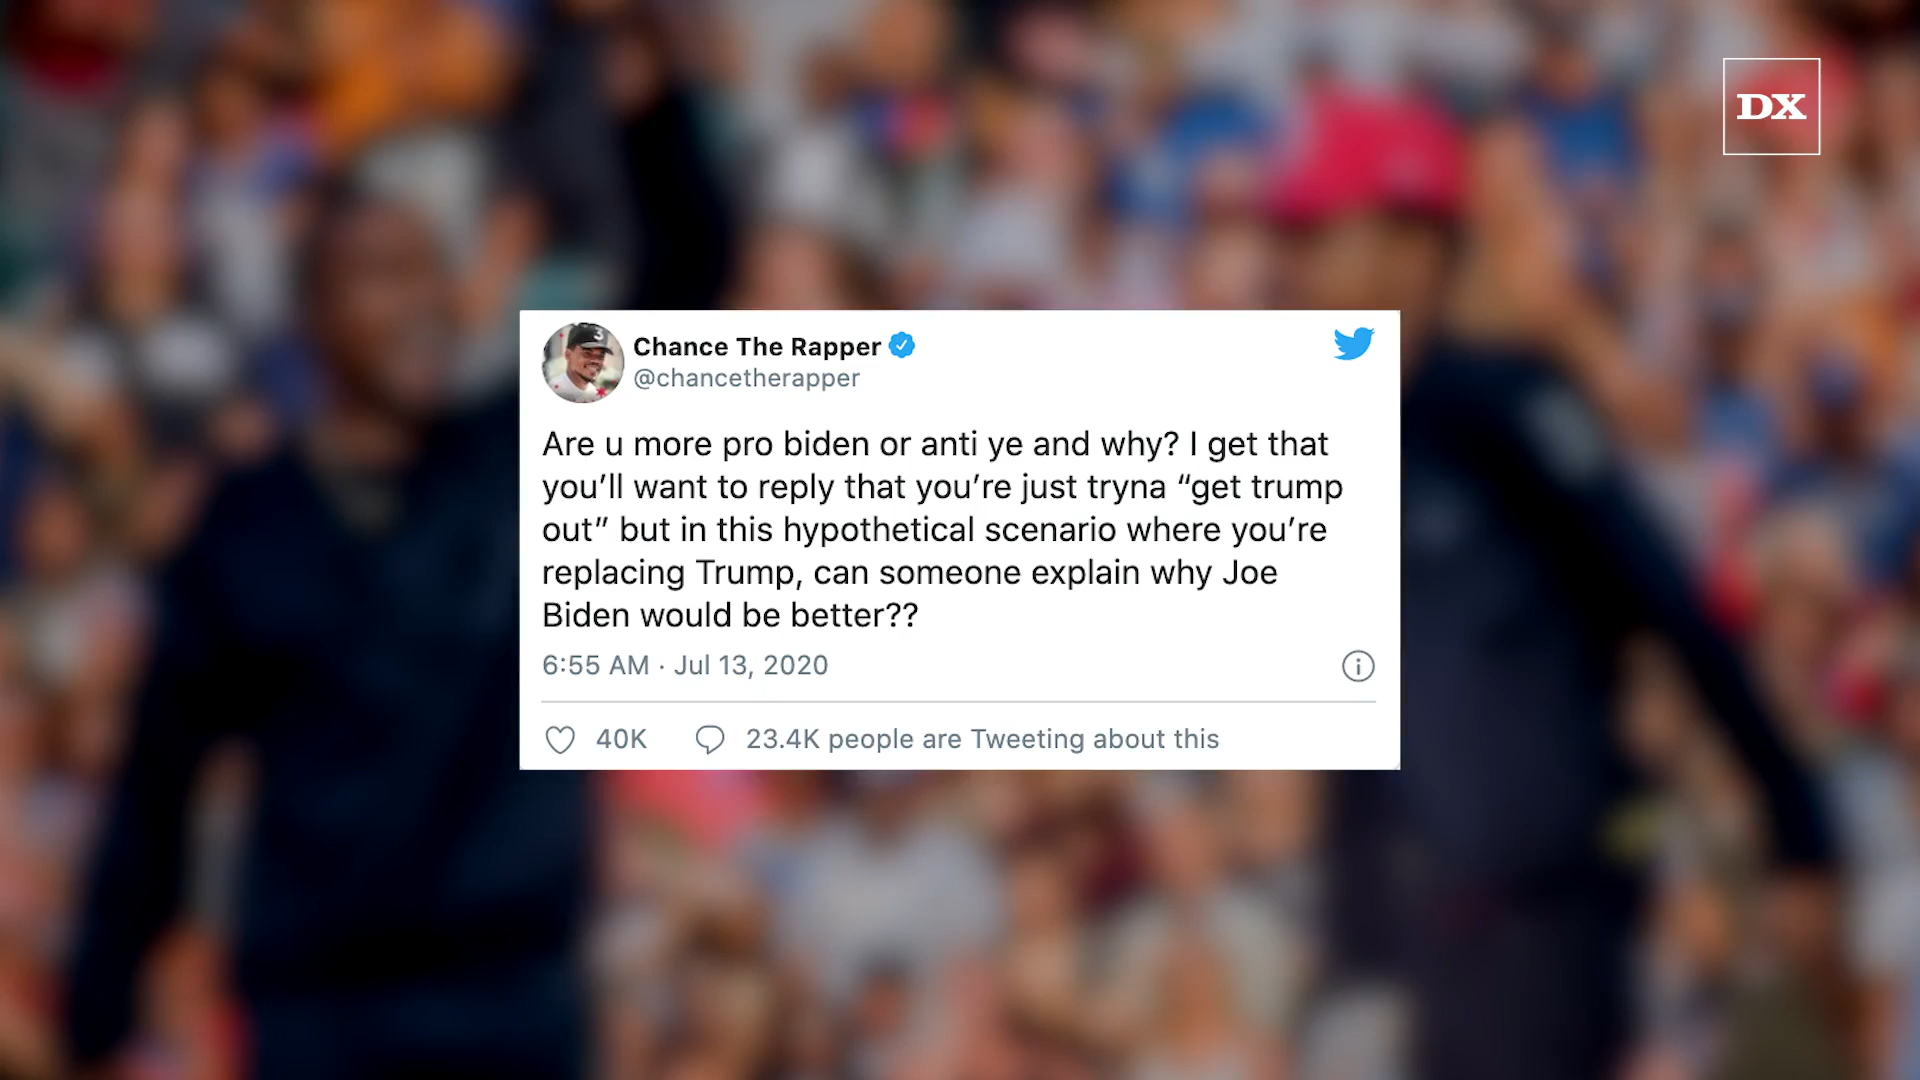 DX
Chance The Rapper
@chancetherapper
Are u more pro biden or anti ye and why? I get that
you’ll want to reply that you’re just tryna “get trump
out” but in this hypothetical scenario where you’re
replacing Trump, can someone explain why Joe
Biden would be better??
6:55 AM · Jul 13, 2020
40K 23.4K people are Tweeting about this